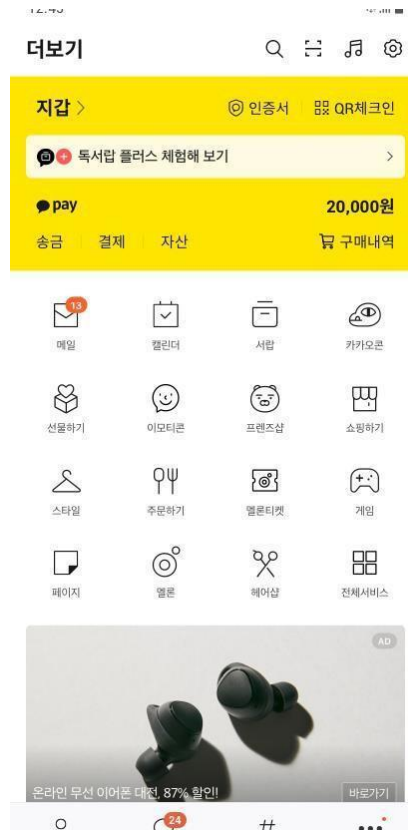 더보기
지갑 >
인증서
QR체크인
독서랍 플러스 체험해 보기 >
pay
20,000원
송금
결제
자산
구매내역
13
메일
캘린더
서랍
카카오콘
선물하기
이모티콘
프렌즈샵
쇼핑하기
스타일
주문하기
멜론티켓
게임
페이지
멜론
헤어샵
전체서비스
AD
온라인 무선 이어폰 대전, 87% 할인!
바로가기
24
#